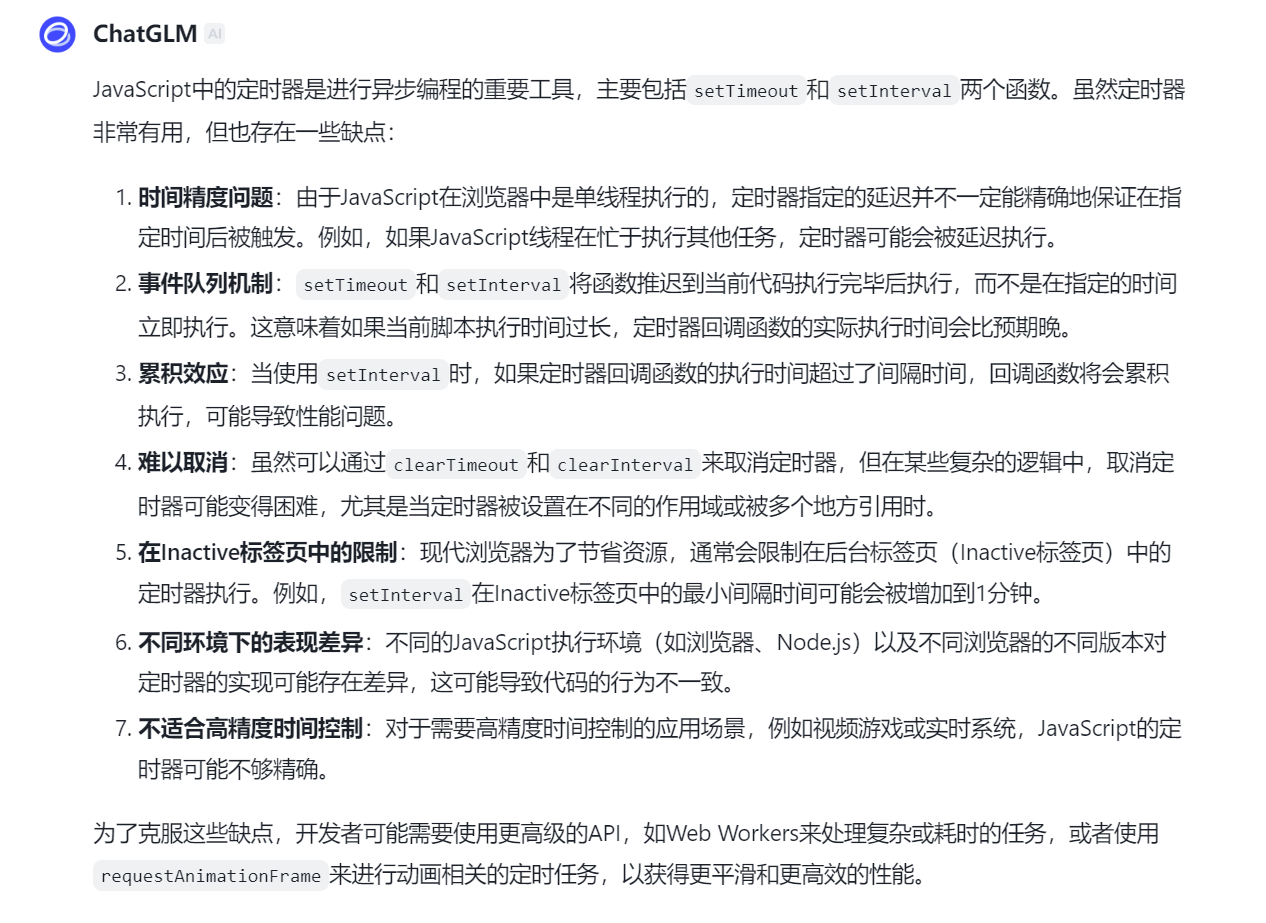 ChatGLM AI
JavaScript中的定时器是进行异步编程的重要工具，主要包括setTimeout和setInterval两个函数。虽然定时器
非常有用，但也存在一些缺点：
1. 时间精度问题：由于JavaScript在浏览器中是单线程执行的，定时器指定的延迟并不一定能精确地保证在指
定时间后被触发。例如，如果JavaScript线程在忙于执行其他任务，定时器可能会被延迟执行。
2. 事件队列机制：setTimeout和setInterval将函数推迟到当前代码执行完毕后执行，而不是在指定的时间
立即执行。这意味着如果当前脚本执行时间过长，定时器回调函数的实际执行时间会比预期晚。
3. 累积效应：当使用setInterval时，如果定时器回调函数的执行时间超过了间隔时间，回调函数将会累积
执行，可能导致性能问题。
4. 难以取消：虽然可以通过clearTimeout和clearInterval来取消定时器，但在某些复杂的逻辑中，取消定
时器可能变得困难，尤其是当定时器被设置在不同的作用域或被多个地方引用时。
5. 在Inactive标签页中的限制：现代浏览器为了节省资源，通常会限制在后台标签页（Inactive标签页）中的
定时器执行。例如，setInterval在Inactive标签页中的最小间隔时间可能会被增加到1分钟。
6. 不同环境下的表现差异：不同的JavaScript执行环境（如浏览器、Node.js）以及不同浏览器的不同版本对
定时器的实现可能存在差异，这可能导致代码的行为不一致。
7. 不适合高精度时间控制：对于需要高精度时间控制的应用场景，例如视频游戏或实时系统，JavaScript的定
时器可能不够精确。
为了克服这些缺点，开发者可能需要使用更高级的API，如Web Workers来处理复杂或耗时的任务，或者使用
requestAnimationFrame来进行动画相关的定时任务，以获得更平滑和更高效的性能。